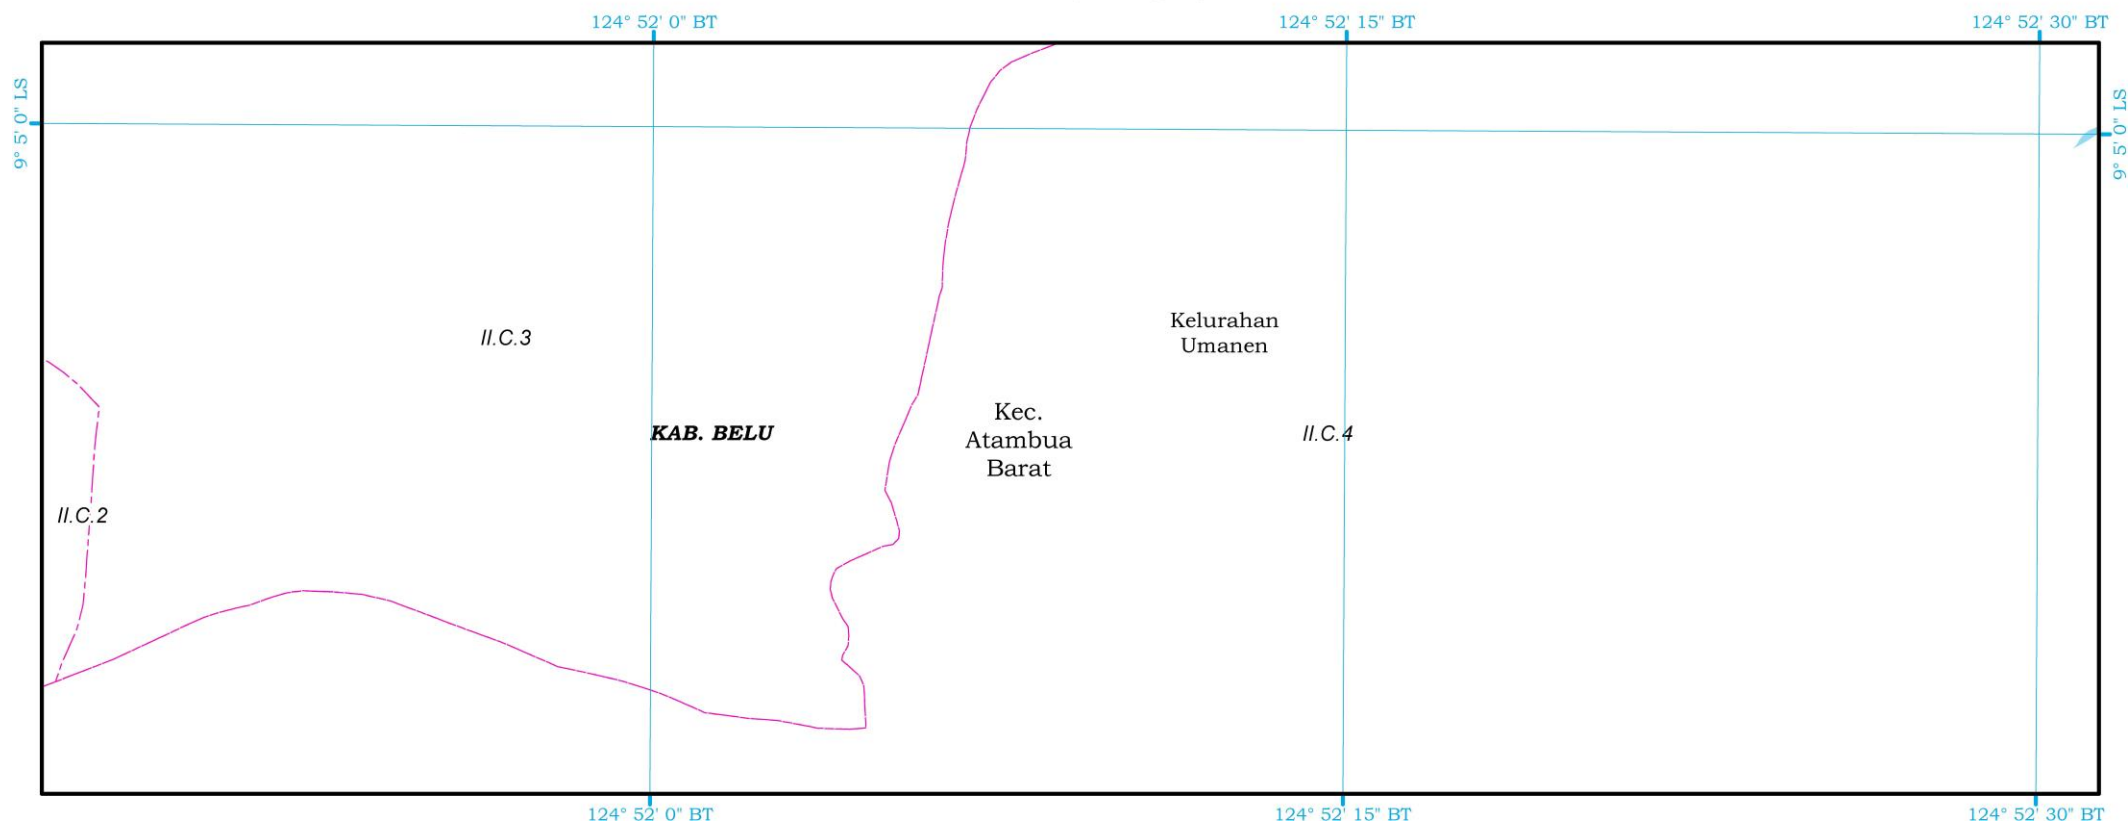 124° 52' 0" BT
124° 52' 15" BT
124° 52' 30" BT
9° 5' 0" LS
9° 5' 0" LS
Kelurahan
Umanen
II.C.3
Kec.
Atambua
Barat
KAB. BELU
II.C.4
II.C.2
124° 52' 0" BT
124° 52' 15" BT
124° 52' 30" BT